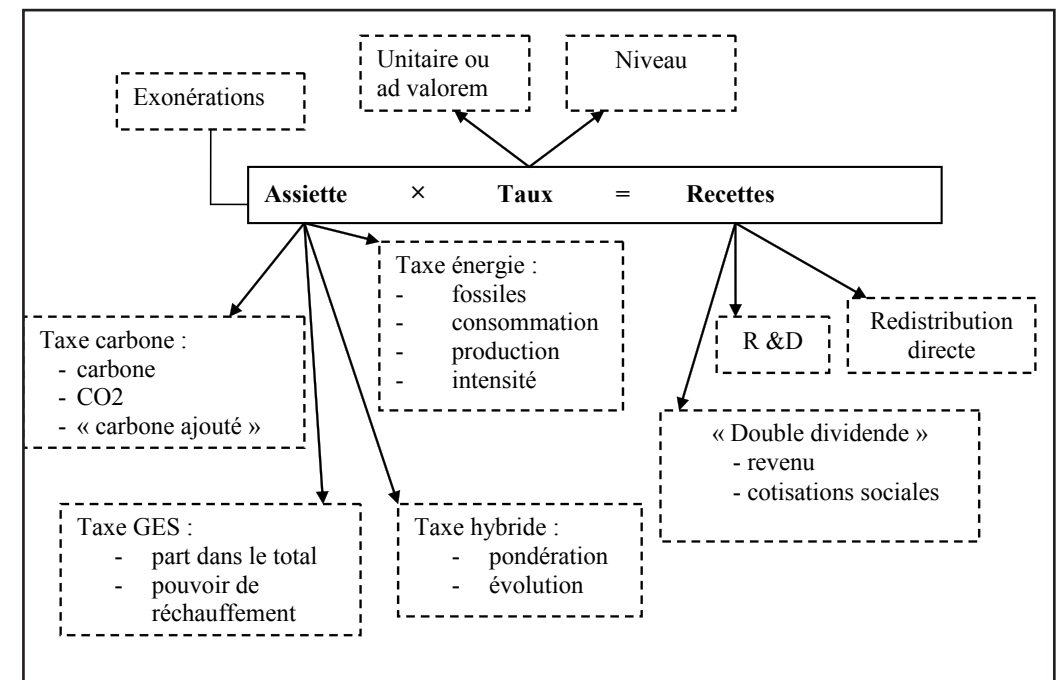 Unitaire ou
ad valorem
Niveau
Exonérations
Assiette × Taux = Recettes
Taxe énergie :
- fossiles
- consommation
- production
- intensité
Taxe carbone :
- carbone
- CO2
- « carbone ajouté »
R &D
Redistribution
directe
« Double dividende »
- revenu
- cotisations sociales
Taxe GES :
- part dans le total
- pouvoir de
réchauffement
Taxe hybride :
- pondération
- évolution